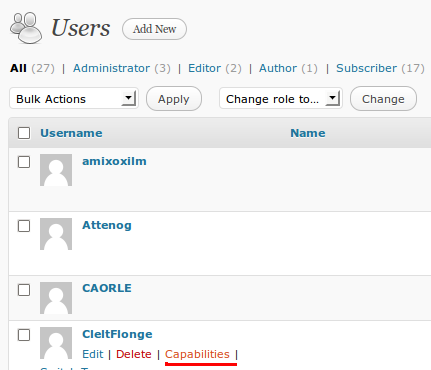 Users Add New
All (27) | Administrator (3) | Editor (2) | Author (1) | Subscriber (17)
Bulk Actions Apply Change role to... Change
Username Name
amixoxilm
Attenog
CAORLE
CleltFlonge
Edit | Delete | Capabilities |